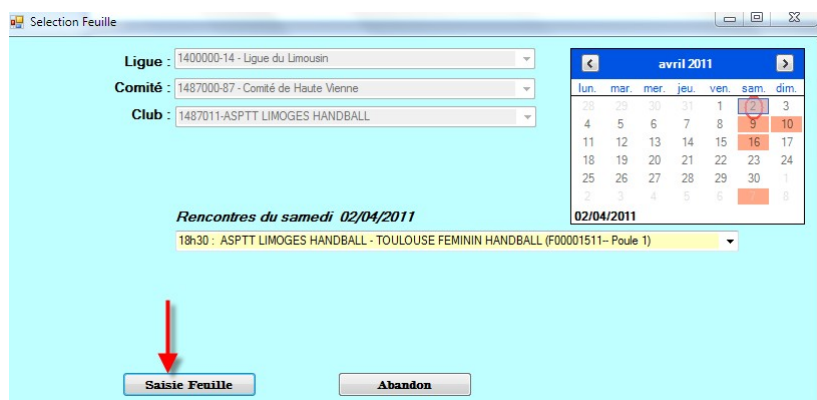 Selection Feuille
Ligue : 1400000-14 - Ligue du Limousin
Comité : 1487000-87 - Comité de Haute Vienne
Club : 1487011-ASPTT LIMOGES HANDBALL
avril 2011
lun. mar. mer. jeu. ven. sam. dim.
28 29 30 31 1 2 3
4 5 6 7 8 9 10
11 12 13 14 15 16 17
18 19 20 21 22 23 24
25 26 27 28 29 30 1
2 3 4 5 6 8
02/04/2011
Rencontres du samedi 02/04/2011
18h30 : ASPTT LIMOGES HANDBALL - TOULOUSE FEMININ HANDBALL (F00001511-- Poule 1)
Saisie Feuille
Abandon